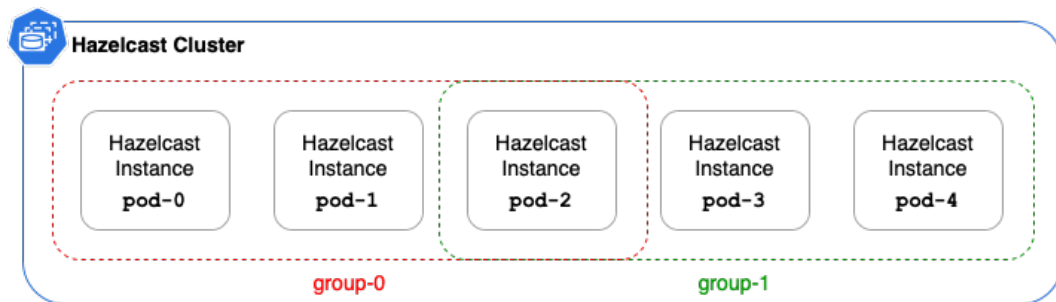 Hazelcast Cluster
Hazelcast
Instance
pod-0
Hazelcast
Instance
pod-1
Hazelcast
Instance
pod-2
Hazelcast
Instance
pod-3
Hazelcast
Instance
pod-4
group-0
group-1